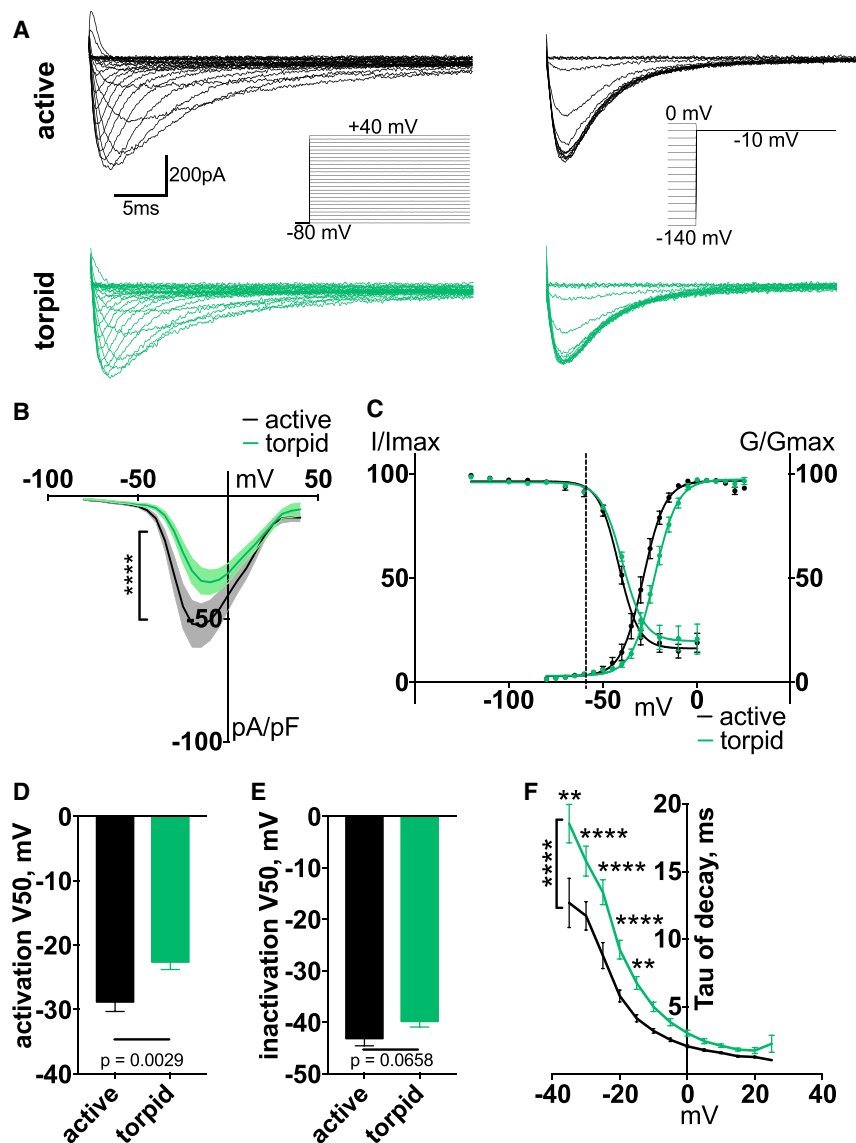 A
active
+40 mV
-80 mV
200pA
5ms
0 mV
-10 mV
-140 mV
torpid
B
active
torpid
-100
-50
mV
50
****
-50
-100
pA/pF
C
I/Imax
G/Gmax
100
50
0
100
50
0
-100
-50
0
mV
active
torpid
D
activation V50, mV
0
-10
-20
-30
-40
p = 0.0029
active
torpid
E
inactivation V50, mV
0
-10
-20
-30
-40
-50
p = 0.0658
active
torpid
F
**
****
****
****
****
**
20
15
10
5
Tau of decay, ms
-40
-20
0
20
40
mV